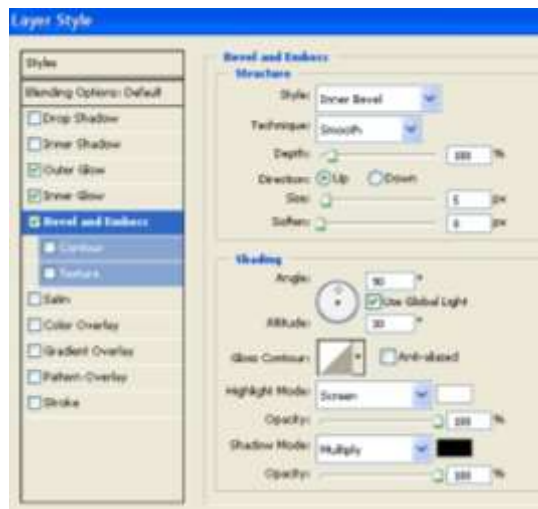 Layer Style
Styles
Blending Options: Default
Drop Shadow
Inner Shadow
Outer Glow
Inner Glow
Bevel and Emboss
Contour
Texture
Satin
Color Overlay
Gradient Overlay
Pattern Overlay
Stroke
Bevel and Emboss
Structure
Style: Inner Bevel
Technique: Smooth
Depth: 100 %
Direction: Up Down
Size: 5 px
Soften: 0 px
Shading
Angle: 90 °
Use Global Light
Altitude: 30 °
Gloss Contour: Anti-aliased
Highlight Mode: Screen
Opacity: 100 %
Shadow Mode: Multiply
Opacity: 100 %